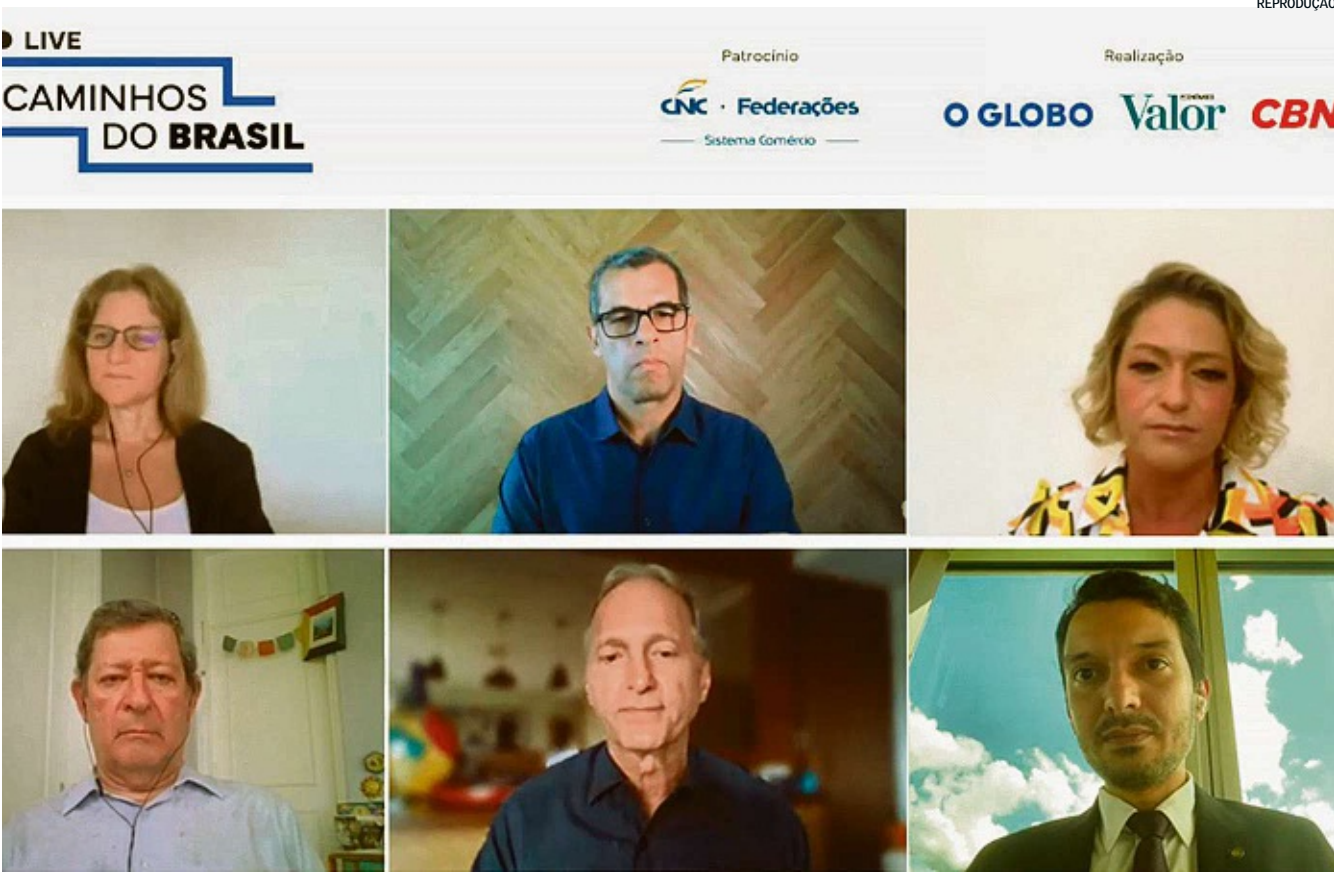 REPRODUÇÃO
LIVE
CAMINHOS
DO BRASIL
Patrocínio
CNC · Federações
Sistema Comércio
Realização
O GLOBO
Valor
CBN